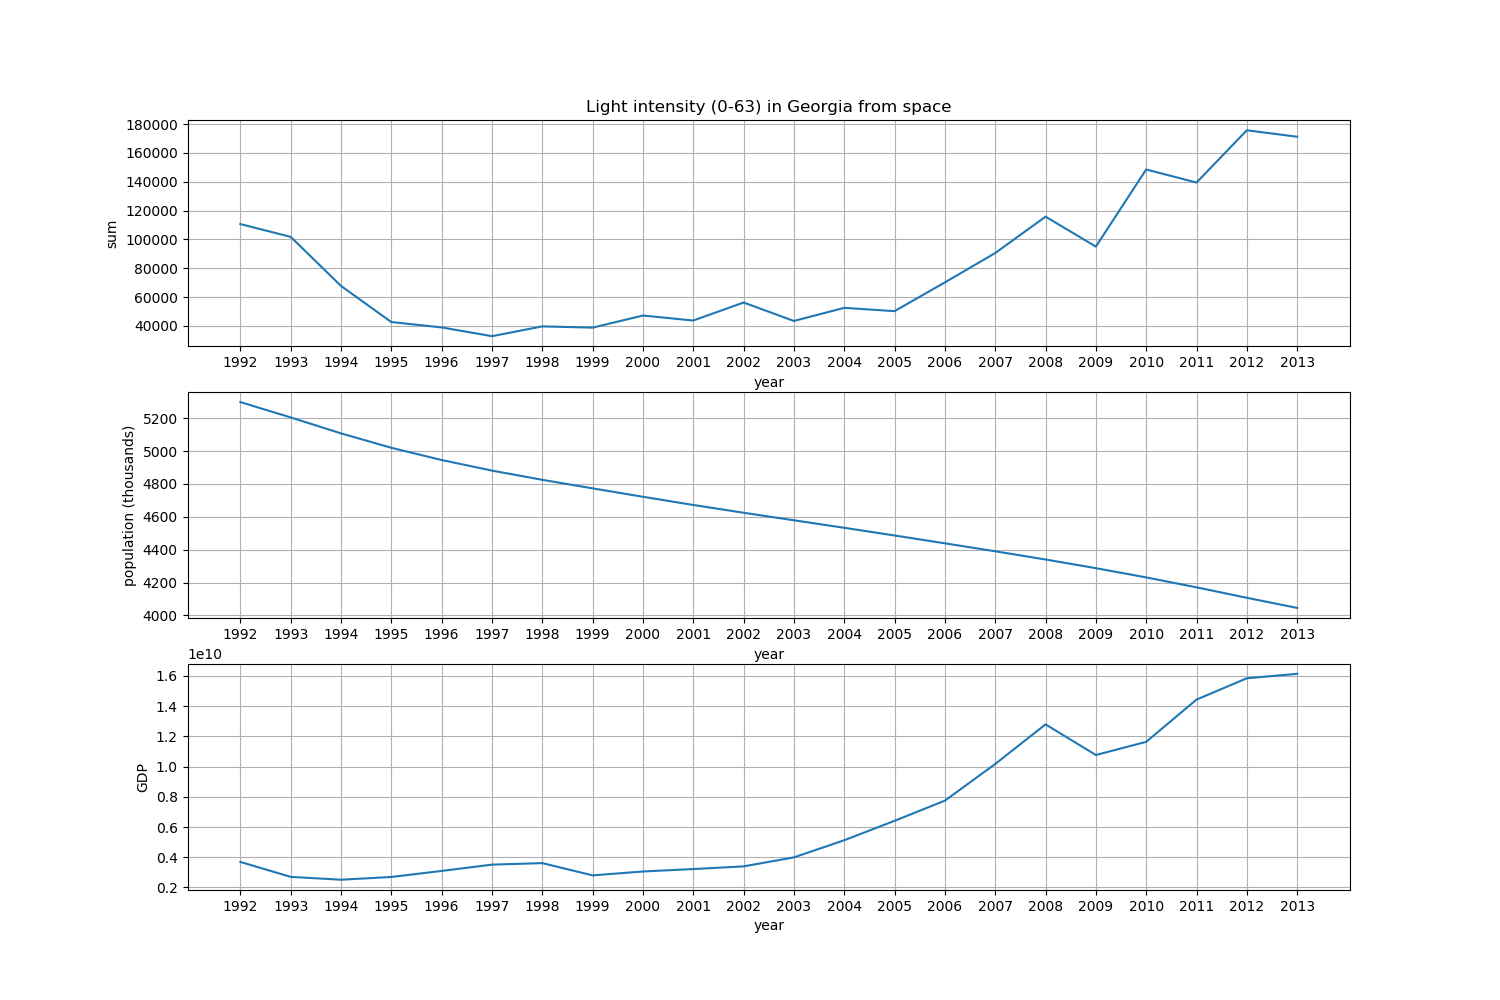 Light intensity (0-63) in Georgia from space
180000
160000
140000
120000
100000
80000
60000
40000
sum
1992 1993 1994 1995 1996 1997 1998 1999 2000 2001 2002 2003 2004 2005 2006 2007 2008 2009 2010 2011 2012 2013
year
5200
5000
4800
4600
4400
4200
4000
population (thousands)
1992 1993 1994 1995 1996 1997 1998 1999 2000 2001 2002 2003 2004 2005 2006 2007 2008 2009 2010 2011 2012 2013
year
1e10
1.6
1.4
1.2
1.0
0.8
0.6
0.4
0.2
GDP
1992 1993 1994 1995 1996 1997 1998 1999 2000 2001 2002 2003 2004 2005 2006 2007 2008 2009 2010 2011 2012 2013
year